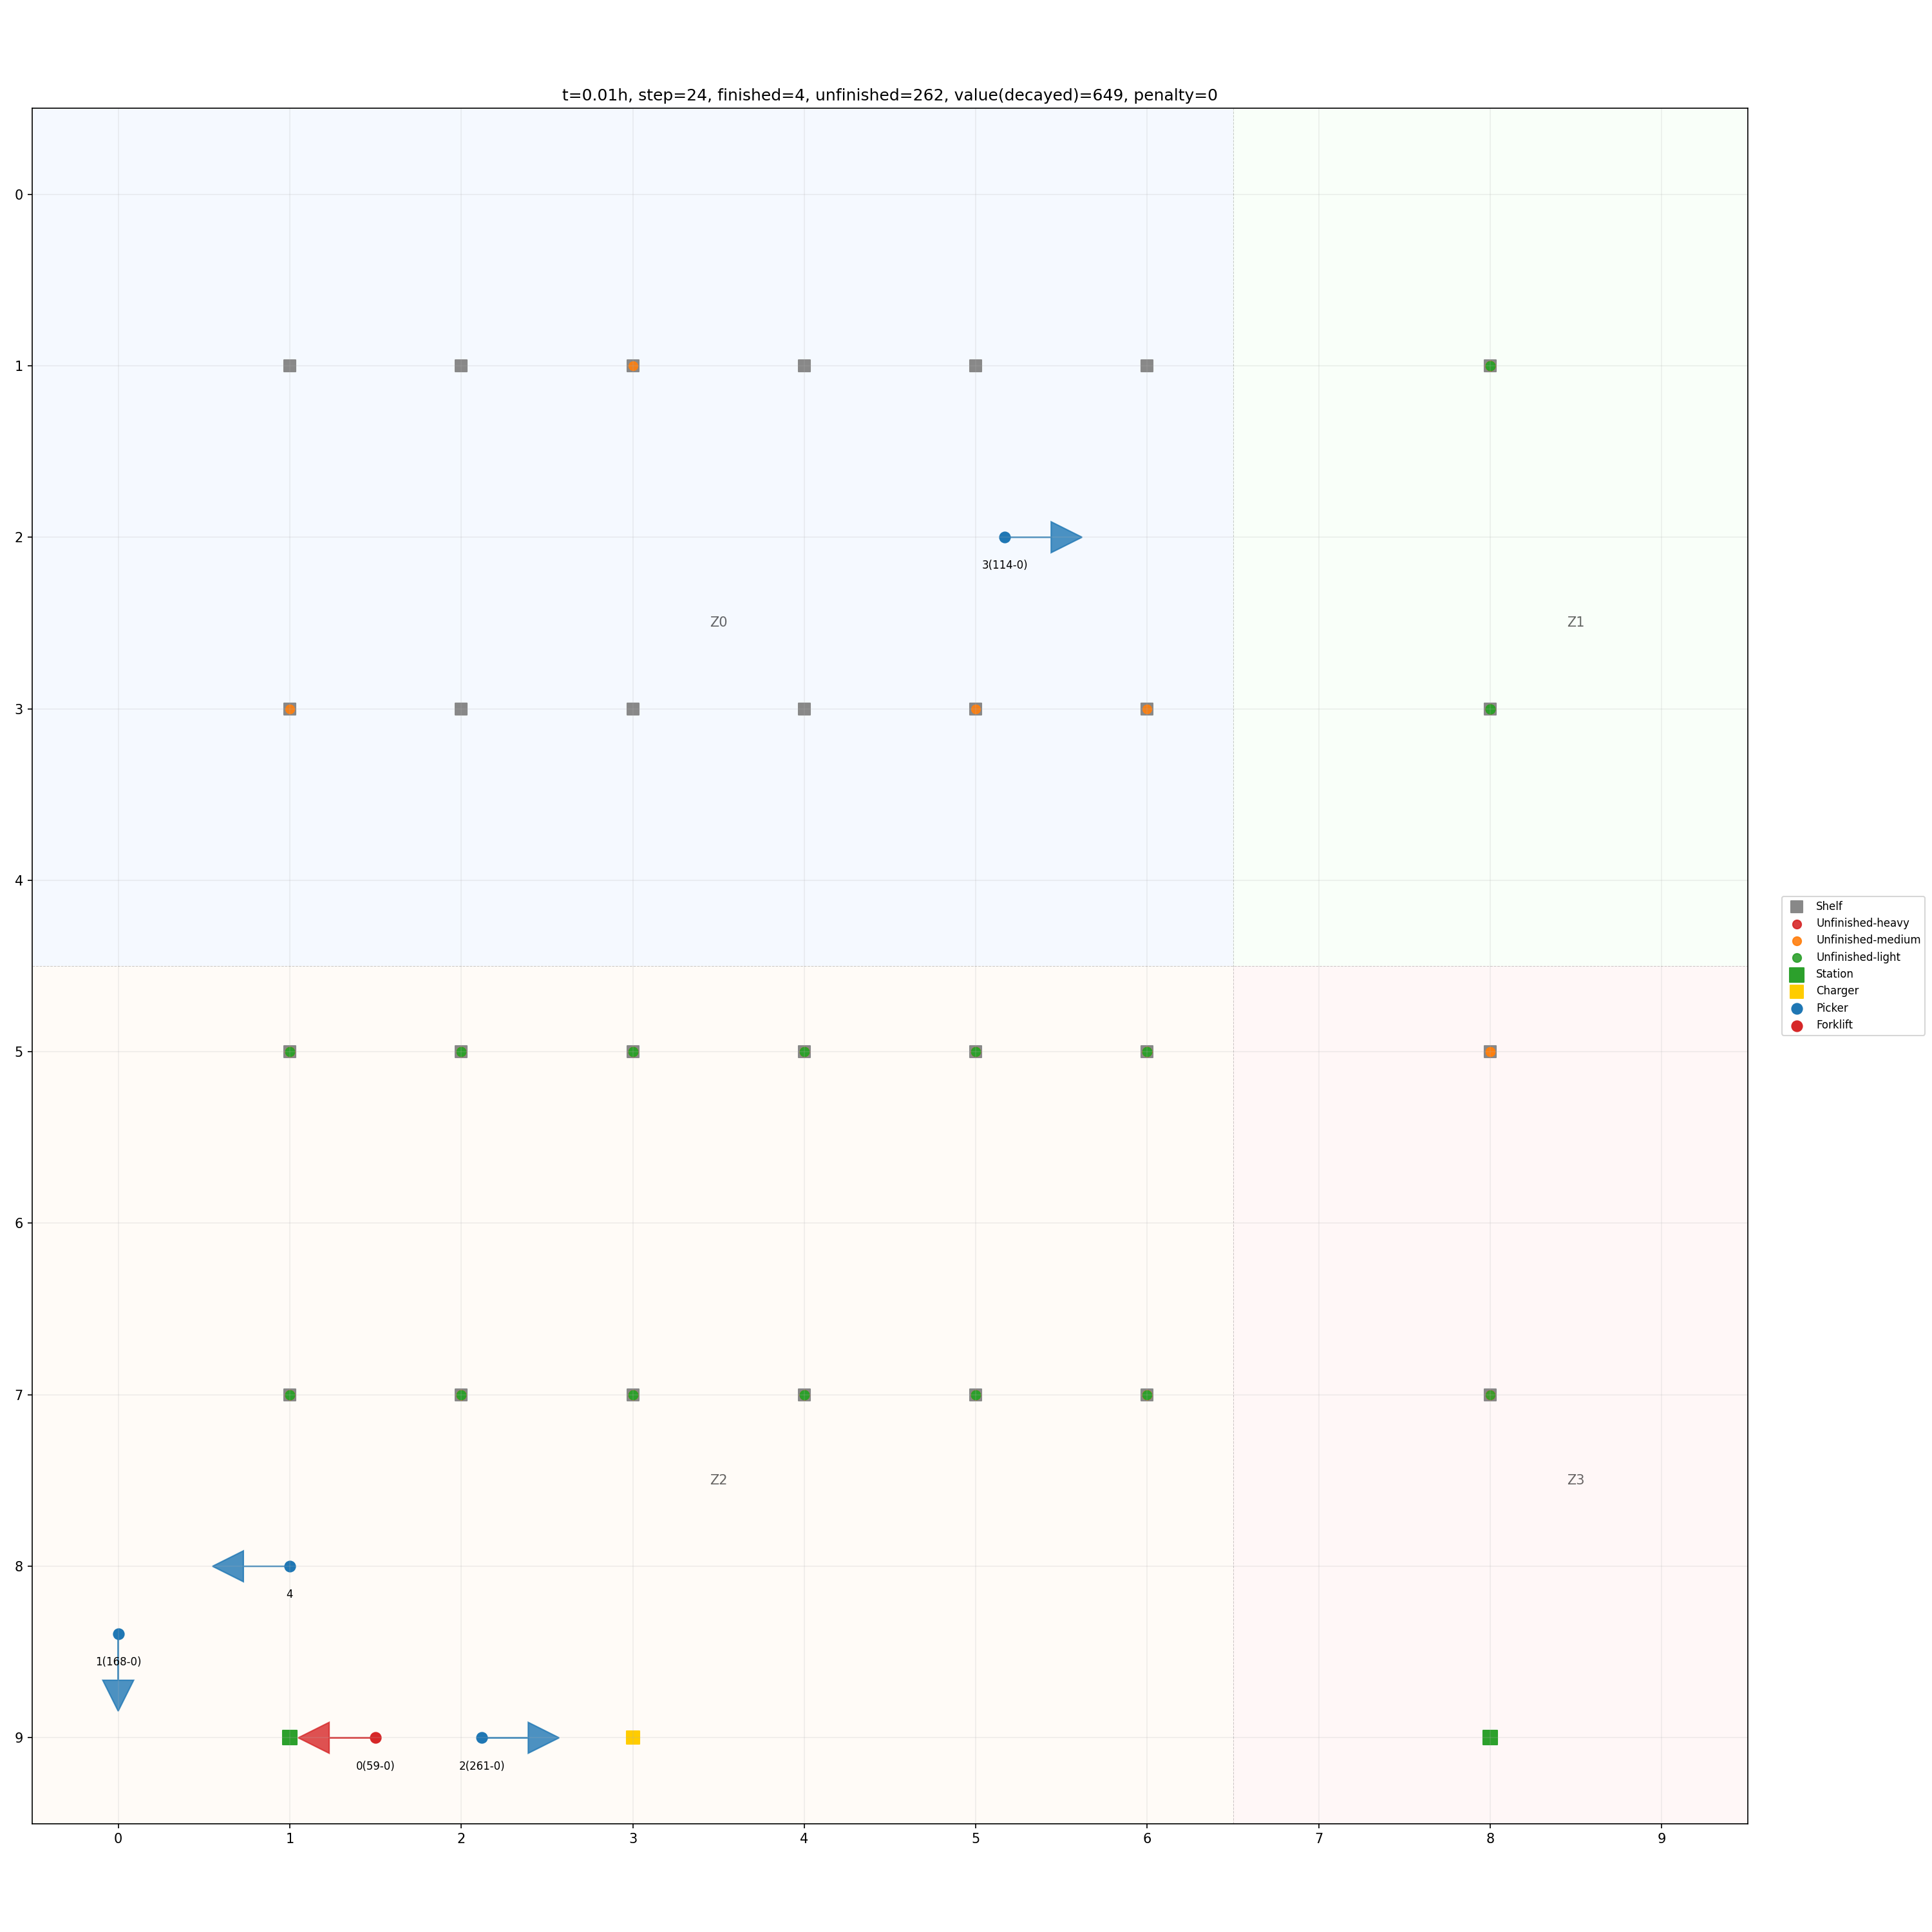 t=0.01h, step=24, finished=4, unfinished=262, value(decayed)=649, penalty=0
0
1
2
3
4
5
6
7
8
9
3(114-0)
Z0
Z1
Z2
Z3
4
1(168-0)
0(59-0)
2(261-0)
0
1
2
3
4
5
6
7
8
9
Shelf
Unfinished-heavy
Unfinished-medium
Unfinished-light
Station
Charger
Picker
Forklift